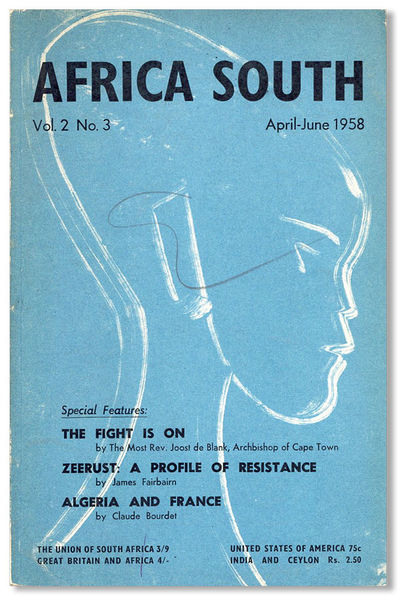 AFRICA SOUTH
Vol. 2 No. 3 April-June 1958
Special Features:
THE FIGHT IS ON
by The Most Rev. Joost de Blank, Archbishop of Cape Town
ZEERUST: A PROFILE OF RESISTANCE
by James Fairbairn
ALGERIA AND FRANCE
by Claude Bourdet
THE UNION OF SOUTH AFRICA 3/9 UNITED STATES OF AMERICA 75c
GREAT BRITAIN AND AFRICA 4/- INDIA AND CEYLON Rs. 2.50